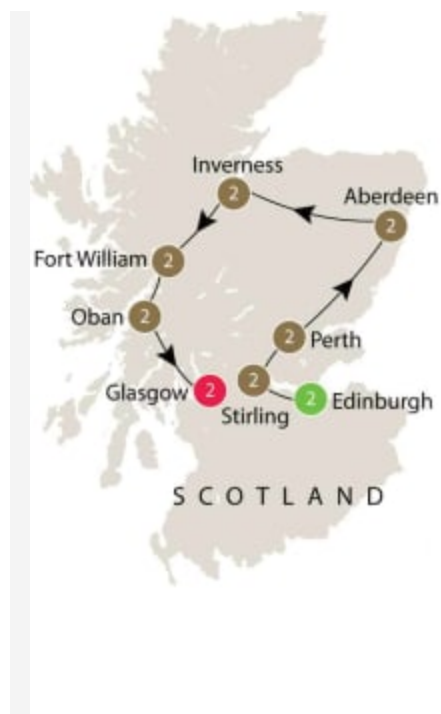 Inverness
2
Aberdeen
2
Fort William 2
Oban 2
2 Perth
Glasgow 2
2
Stirling
2 Edinburgh
SCOTLAND